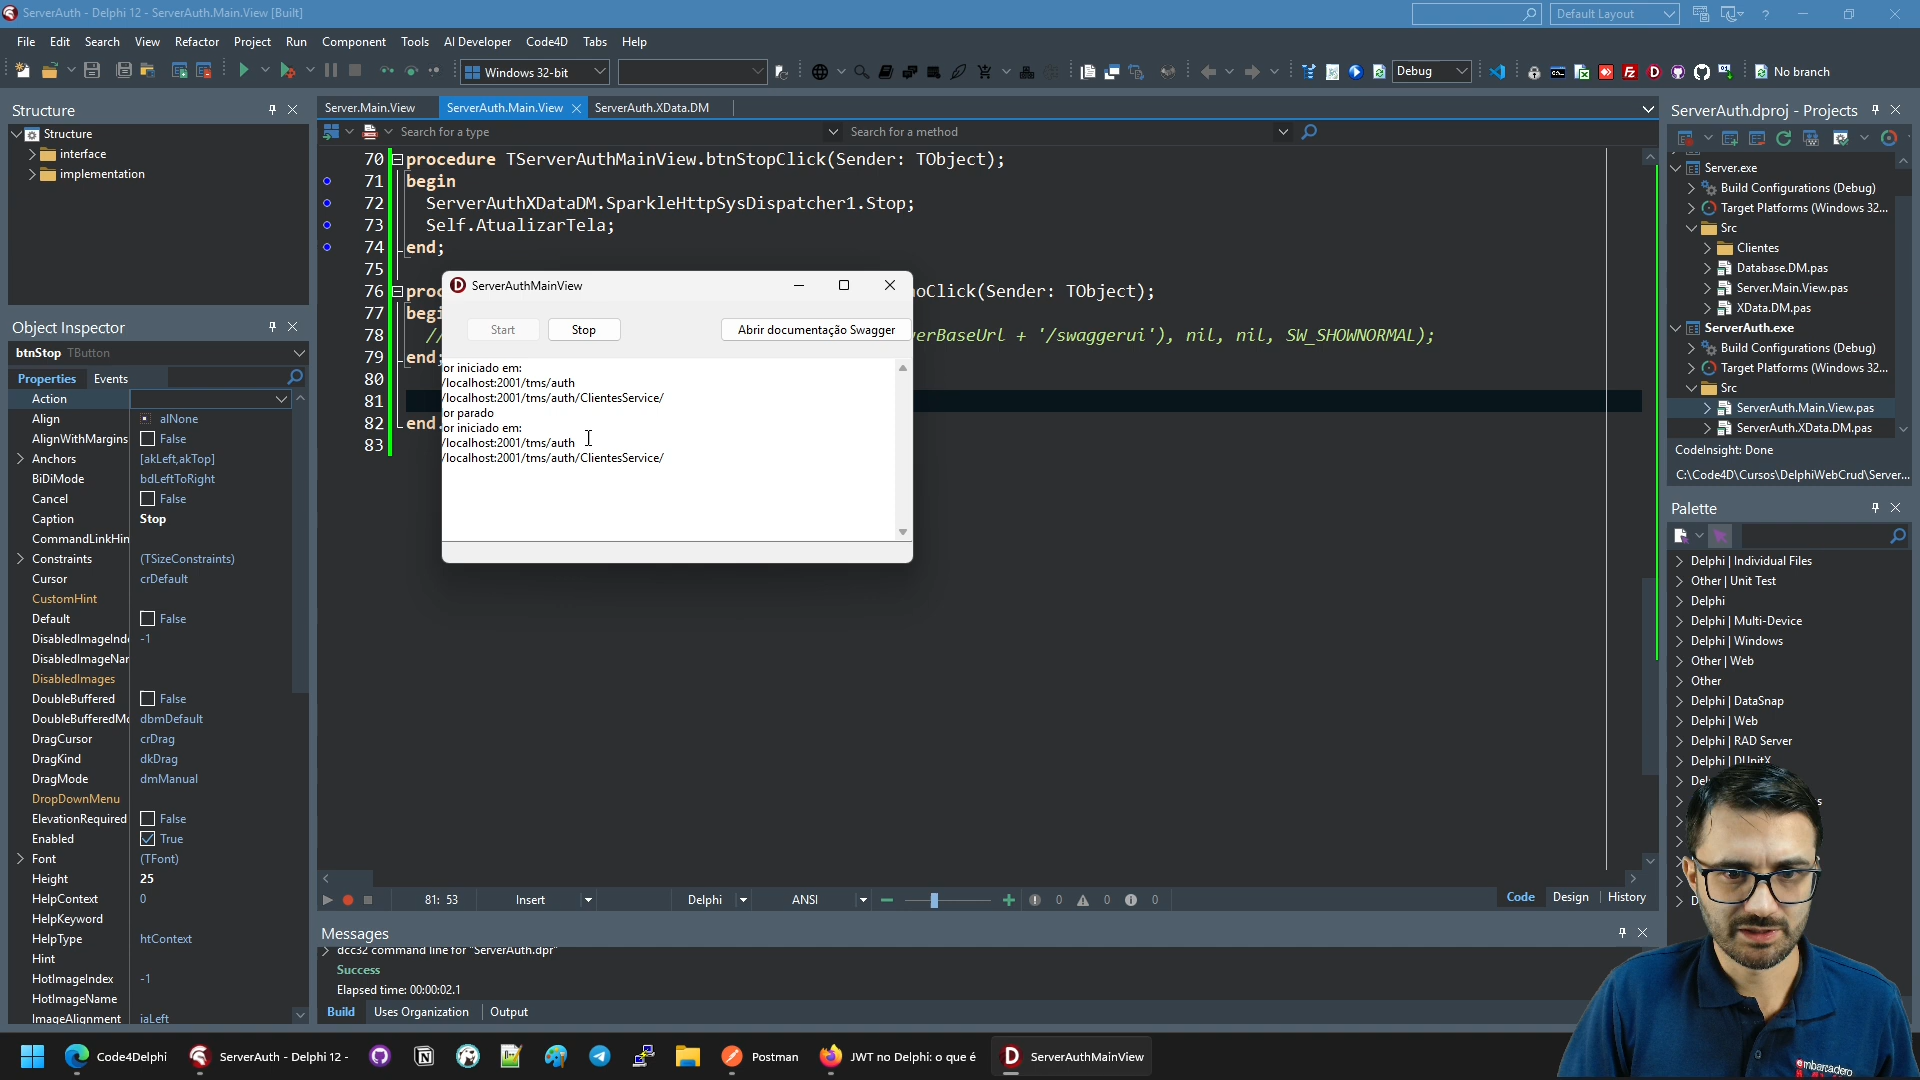 ServerAuth - Delphi 12 - ServerAuth.Main.View [Built]
Default Layout
File Edit Search View Refactor Project Run Component Tools AI Developer Code4D Tabs Help
Windows 32-bit
Debug
No branch
Structure
Structure
interface
implementation
Server.Main.View
ServerAuth.Main.View
ServerAuth.XData.DM
Search for a type
Search for a method
70 procedure TServerAuthMainView.btnStopClick(Sender: TObject);
71 begin
72 ServerAuthXDataDM.SparkleHttpSysDispatcher1.Stop;
73 Self.AtualizarTela;
74 end;
75
76 proc
oClick(Sender: TObject);
77 begi
78 //
verBaseUrl + '/swaggerui'), nil, nil, SW_SHOWNORMAL);
79 end;
80
81
82 end.
83
ServerAuthMainView
Start
Stop
Abrir documentação Swagger
or iniciado em:
/localhost:2001/tms/auth
/localhost:2001/tms/auth/ClientesService/
or parado
or iniciado em:
/localhost:2001/tms/auth
/localhost:2001/tms/auth/ClientesService/
Object Inspector
btnStop TButton
Properties Events
Action
Align alNone
AlignWithMargins False
Anchors [akLeft,akTop]
BiDiMode bdLeftToRight
Cancel False
Caption Stop
CommandLinkHin
Constraints (TSizeConstraints)
Cursor crDefault
CustomHint
Default False
DisabledImageInde -1
DisabledImageNar
DisabledImages
DoubleBuffered False
DoubleBufferedMo dbmDefault
DragCursor crDrag
DragKind dkDrag
DragMode dmManual
DropDownMenu
ElevationRequired False
Enabled True
Font (TFont)
Height 25
HelpContext 0
HelpKeyword
HelpType htContext
Hint
HotImageIndex -1
HotImageName
ImageAlignment iaLeft
81: 53
Insert
Delphi
ANSI
0
0
0
Code Design History
Messages
dcc32 command line for "ServerAuth.dpr"
Success
Elapsed time: 00:00:02.1
Build Uses Organization Output
ServerAuth.dproj - Projects
Server.exe
Build Configurations (Debug)
Target Platforms (Windows 32...
Src
Clientes
Database.DM.pas
Server.Main.View.pas
XData.DM.pas
ServerAuth.exe
Build Configurations (Debug)
Target Platforms (Windows 32...
Src
ServerAuth.Main.View.pas
ServerAuth.XData.DM.pas
CodeInsight: Done
C:\Code4D\Cursos\DelphiWebCrud\Server...
Palette
Delphi | Individual Files
Other | Unit Test
Delphi
Delphi | Multi-Device
Delphi | Windows
Other | Web
Other
Delphi | DataSnap
Delphi | Web
Delphi | RAD Server
Delphi | DUnitX
Del
s
embarcadero
Code4Delphi
ServerAuth - Delphi 12 -
Postman
JWT no Delphi: o que é
ServerAuthMainView